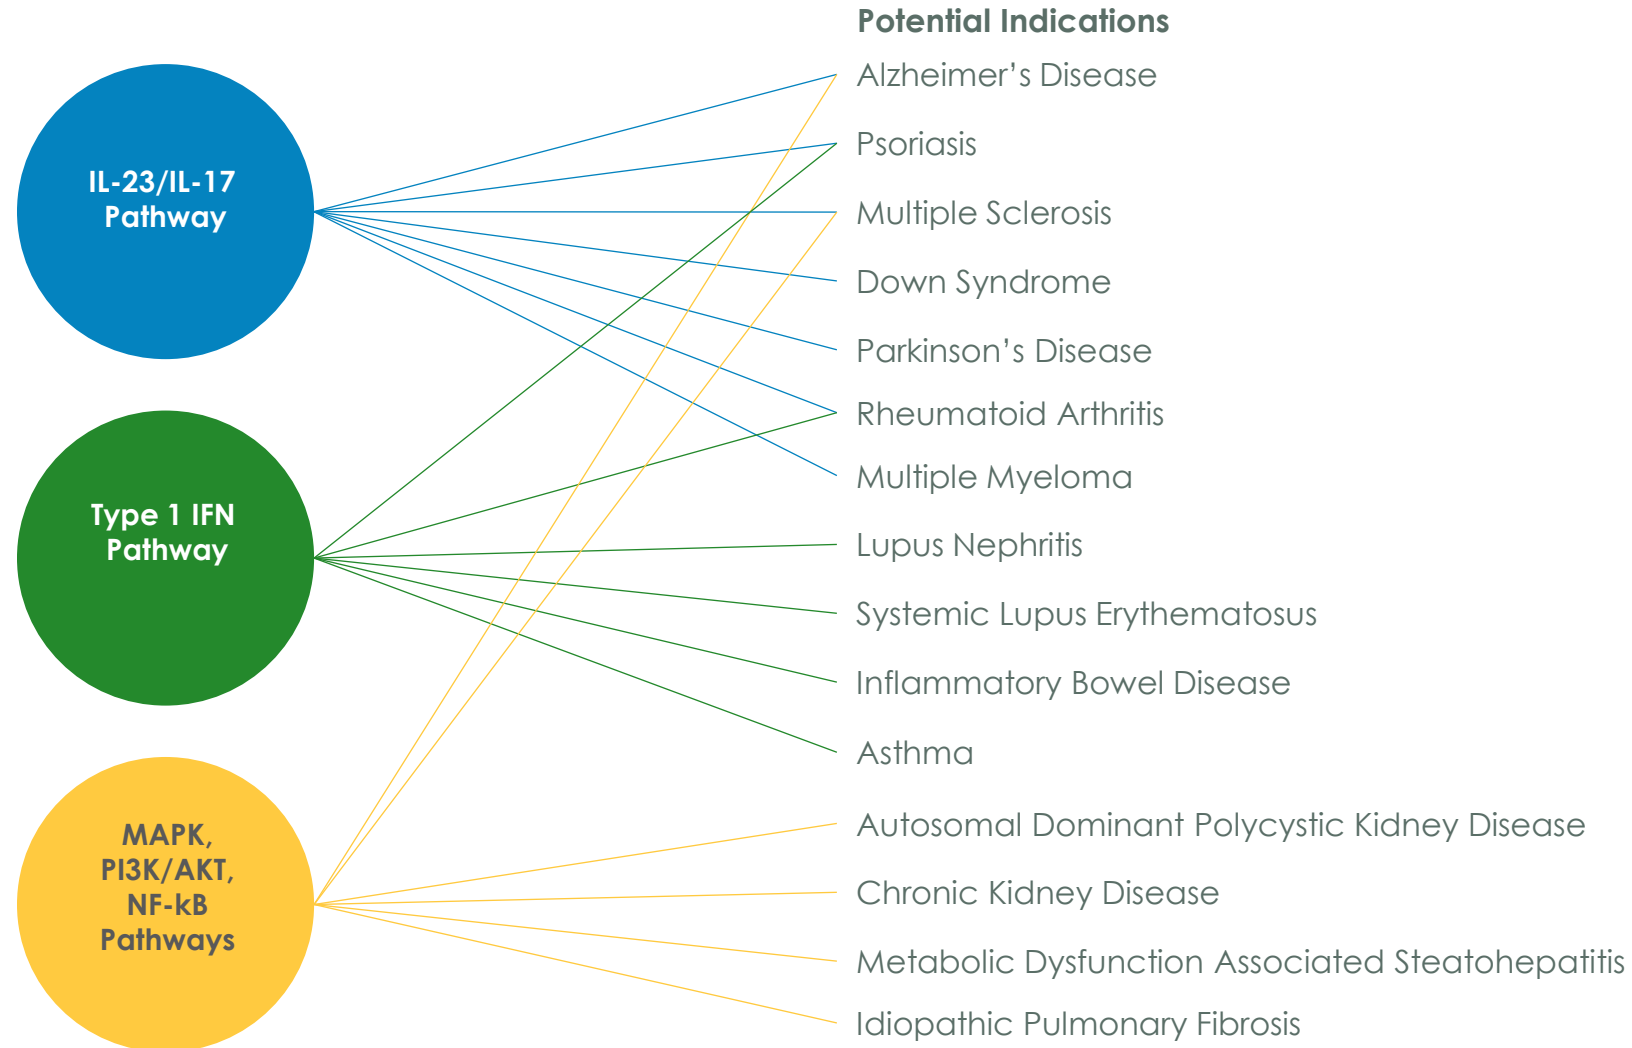 Potential Indications
Alzheimer’s Disease
Psoriasis
IL-23/IL-17
Pathway
Multiple Sclerosis
Down Syndrome
Parkinson’s Disease
Rheumatoid Arthritis
Multiple Myeloma
Type 1 IFN
Pathway
Lupus Nephritis
Systemic Lupus Erythematosus
Inflammatory Bowel Disease
Asthma
MAPK,
PI3K/AKT,
NF-kB
Pathways
Autosomal Dominant Polycystic Kidney Disease
Chronic Kidney Disease
Metabolic Dysfunction Associated Steatohepatitis
Idiopathic Pulmonary Fibrosis